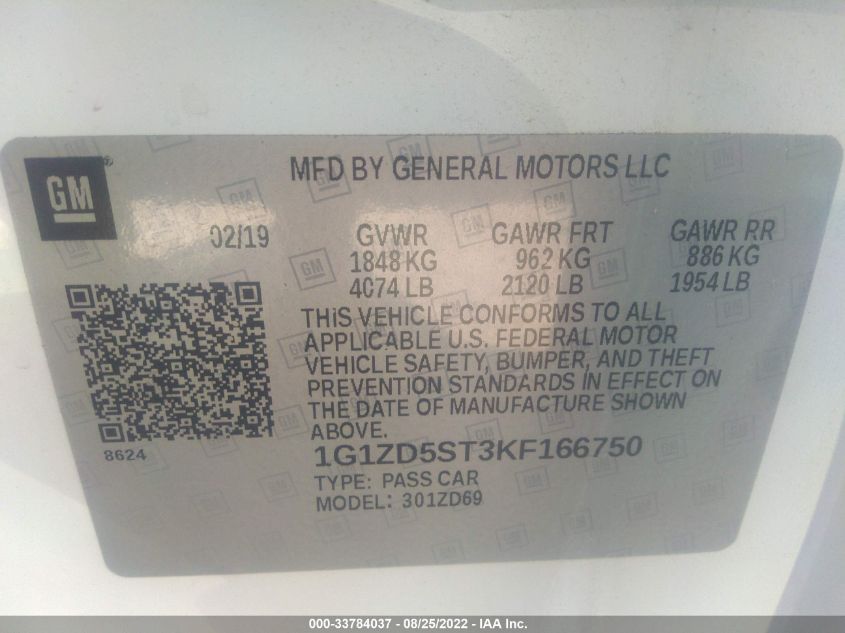 GM®
MFD BY GENERAL MOTORS LLC
02/19 GVWR GAWR FRT GAWR RR
1848 KG 962 KG 886 KG
4074 LB 2120 LB 1954 LB
THIS VEHICLE CONFORMS TO ALL
APPLICABLE U.S. FEDERAL MOTOR
VEHICLE SAFETY, BUMPER, AND THEFT
PREVENTION STANDARDS IN EFFECT ON
THE DATE OF MANUFACTURE SHOWN
ABOVE.
8624
1G1ZD5ST3KF166750
TYPE: PASS CAR
MODEL: 301ZD69
000-33784037 - 08/25/2022 - IAA Inc.